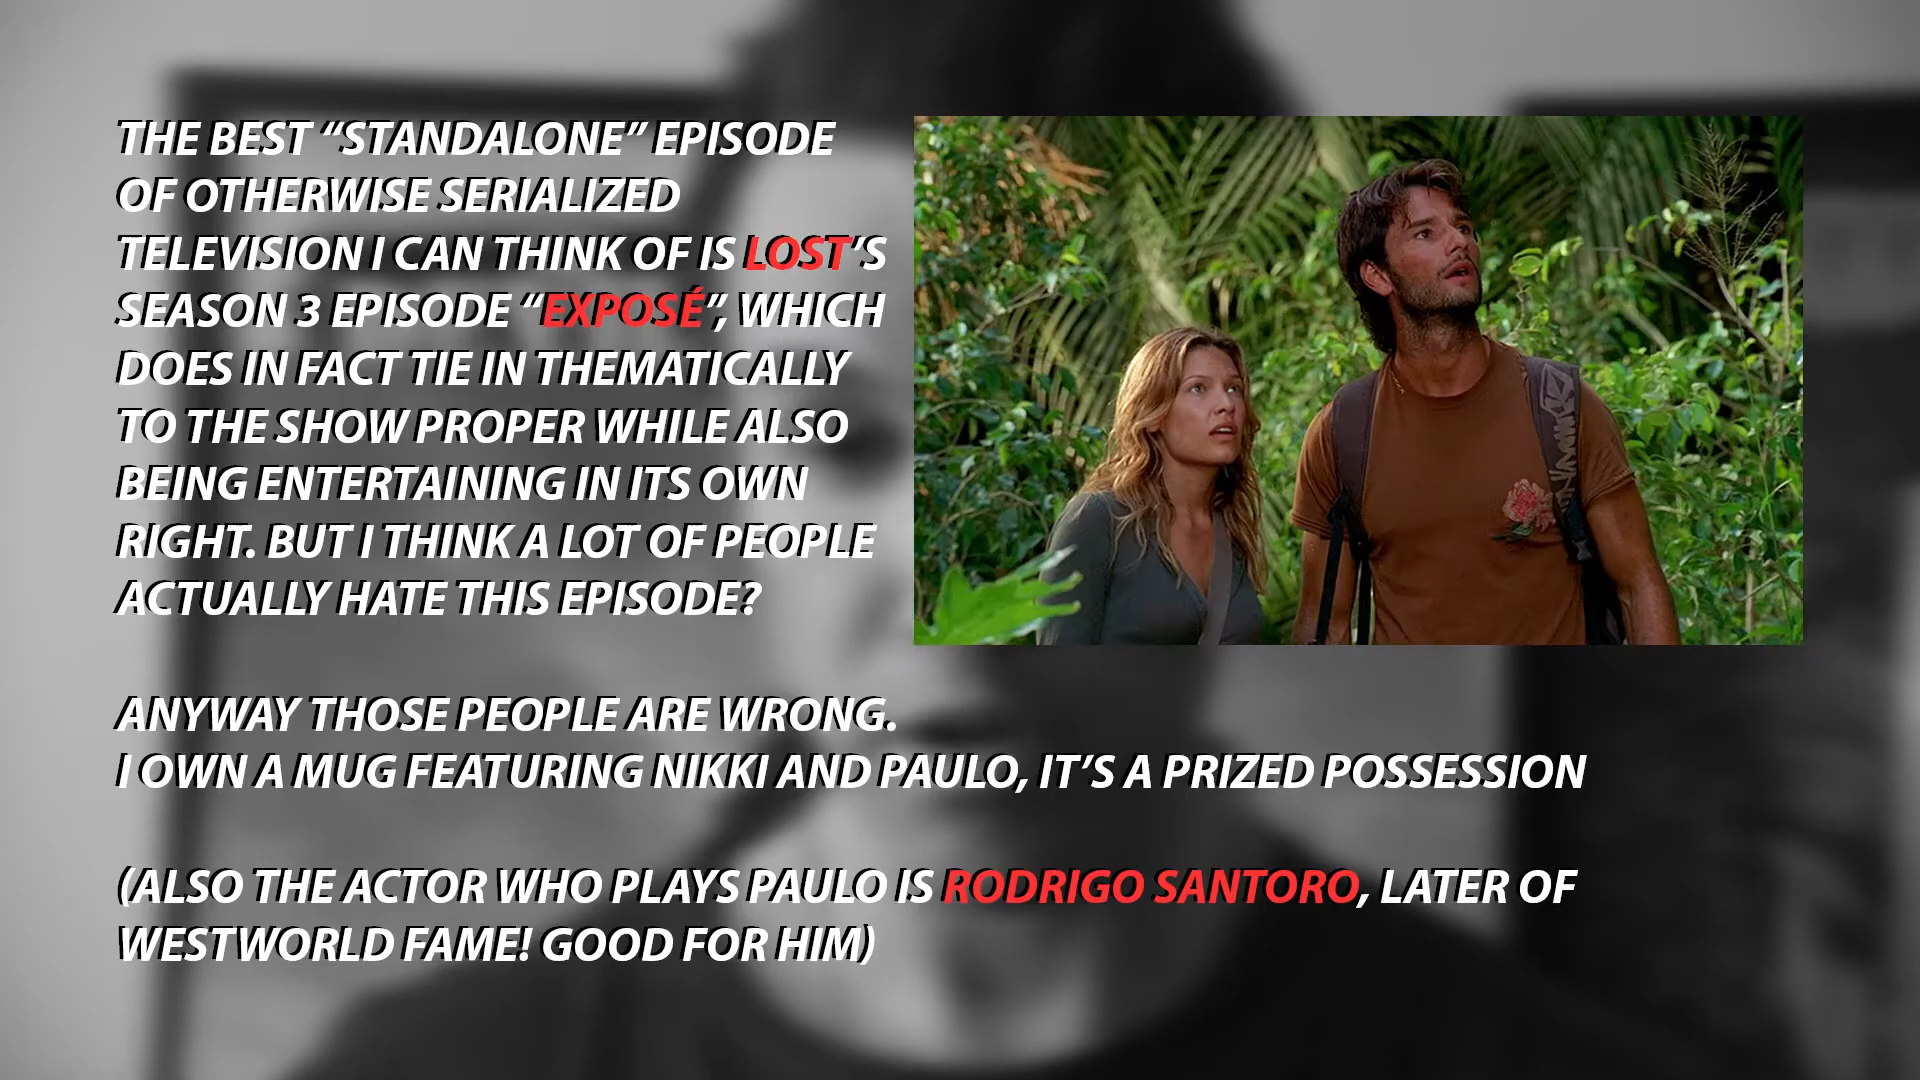 THE BEST “STANDALONE” EPISODE
OF OTHERWISE SERIALIZED
TELEVISION I CAN THINK OF IS LOST’S
SEASON 3 EPISODE “EXPOSÉ”, WHICH
DOES IN FACT TIE IN THEMATICALLY
TO THE SHOW PROPER WHILE ALSO
BEING ENTERTAINING IN ITS OWN
RIGHT. BUT I THINK A LOT OF PEOPLE
ACTUALLY HATE THIS EPISODE?
ANYWAY THOSE PEOPLE ARE WRONG.
I OWN A MUG FEATURING NIKKI AND PAULO, IT’S A PRIZED POSSESSION
(ALSO THE ACTOR WHO PLAYS PAULO IS RODRIGO SANTORO, LATER OF
WESTWORLD FAME! GOOD FOR HIM)